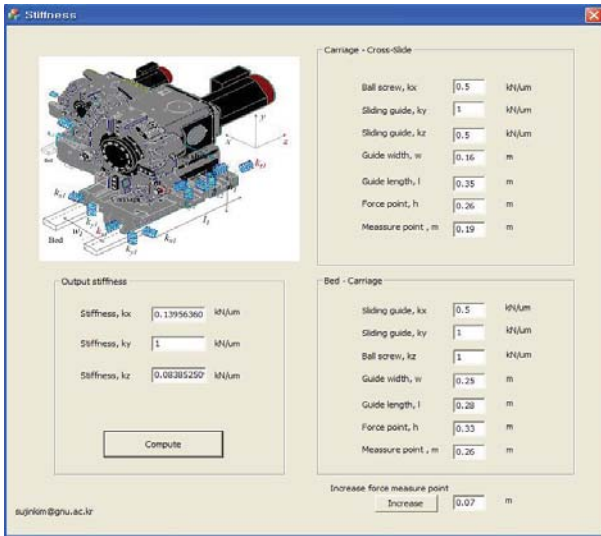 Stiffness
Carriage - Cross-Slide
Ball screw, kx 0.5 kN/um
Sliding guide, ky 1 kN/um
Sliding guide, kz 0.5 kN/um
Guide width, w 0.16 m
Guide length, l 0.35 m
Force point, h 0.26 m
Meassure point , m 0.19 m
y
x
z
Bed
Bed
Output stiffness
Stiffness, kx 0.13956360 kN/um
Stiffness, ky 1 kN/um
Stiffness, kz 0.08385250 kN/um
Compute
Bed - Carriage
Sliding guide, kx 0.5 kN/um
Sliding guide, ky 1 kN/um
Ball screw, kz 1 kN/um
Guide width, w 0.25 m
Guide length, l 0.28 m
Force point, h 0.33 m
Meassure point , m 0.26 m
Increase force measure point
Increase 0.07 m
sujinkim@gnu.ac.kr